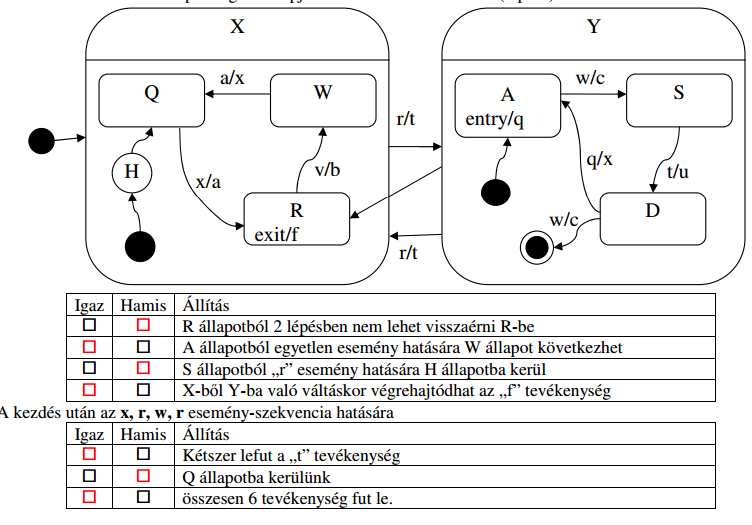 X
Y
Q
a/x
W
A
entry/q
w/c
S
r/t
H
x/a
v/b
q/x
t/u
R
exit/f
D
w/c
r/t
Igaz Hamis Állítás
R állapotból 2 lépésben nem lehet visszaérni R-be
A állapotból egyetlen esemény hatására W állapot következhet
S állapotból „r” esemény hatására H állapotba kerül
X-ből Y-ba való váltáskor végrehajtódhat az „f” tevékenység
A kezdés után az x, r, w, r esemény-szekvencia hatására
Igaz Hamis Állítás
Kétszer lefut a „t” tevékenység
Q állapotba kerülünk
összesen 6 tevékenység fut le.